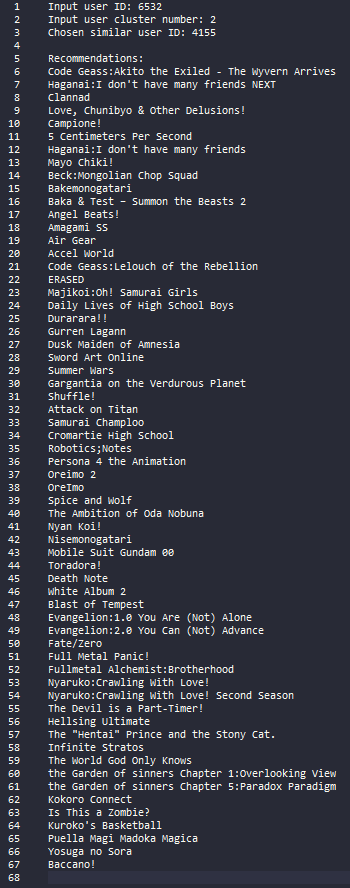 1 Input user ID: 6532
2 Input user cluster number: 2
3 Chosen similar user ID: 4155
4
5 Recommendations:
6 Code Geass:Akito the Exiled - The Wyvern Arrives
7 Haganai:I don't have many friends NEXT
8 Clannad
9 Love, Chunibyo & Other Delusions!
10 Campione!
11 5 Centimeters Per Second
12 Haganai:I don't have many friends
13 Mayo Chiki!
14 Beck:Mongolian Chop Squad
15 Bakemonogatari
16 Baka & Test - Summon the Beasts 2
17 Angel Beats!
18 Amagami SS
19 Air Gear
20 Accel World
21 Code Geass:Lelouch of the Rebellion
22 ERASED
23 Majikoi:Oh! Samurai Girls
24 Daily Lives of High School Boys
25 Durarara!!
26 Gurren Lagann
27 Dusk Maiden of Amnesia
28 Sword Art Online
29 Summer Wars
30 Gargantia on the Verdurous Planet
31 Shuffle!
32 Attack on Titan
33 Samurai Champloo
34 Cromartie High School
35 Robotics;Notes
36 Persona 4 the Animation
37 Oreimo 2
38 OreImo
39 Spice and Wolf
40 The Ambition of Oda Nobuna
41 Nyan Koi!
42 Nisemonogatari
43 Mobile Suit Gundam 00
44 Toradora!
45 Death Note
46 White Album 2
47 Blast of Tempest
48 Evangelion:1.0 You Are (Not) Alone
49 Evangelion:2.0 You Can (Not) Advance
50 Fate/Zero
51 Full Metal Panic!
52 Fullmetal Alchemist:Brotherhood
53 Nyaruko:Crawling With Love!
54 Nyaruko:Crawling With Love! Second Season
55 The Devil is a Part-Timer!
56 Hellsing Ultimate
57 The "Hentai" Prince and the Stony Cat.
58 Infinite Stratos
59 The World God Only Knows
60 the Garden of sinners Chapter 1:Overlooking View
61 the Garden of sinners Chapter 5:Paradox Paradigm
62 Kokoro Connect
63 Is This a Zombie?
64 Kuroko's Basketball
65 Puella Magi Madoka Magica
66 Yosuga no Sora
67 Baccano!
68